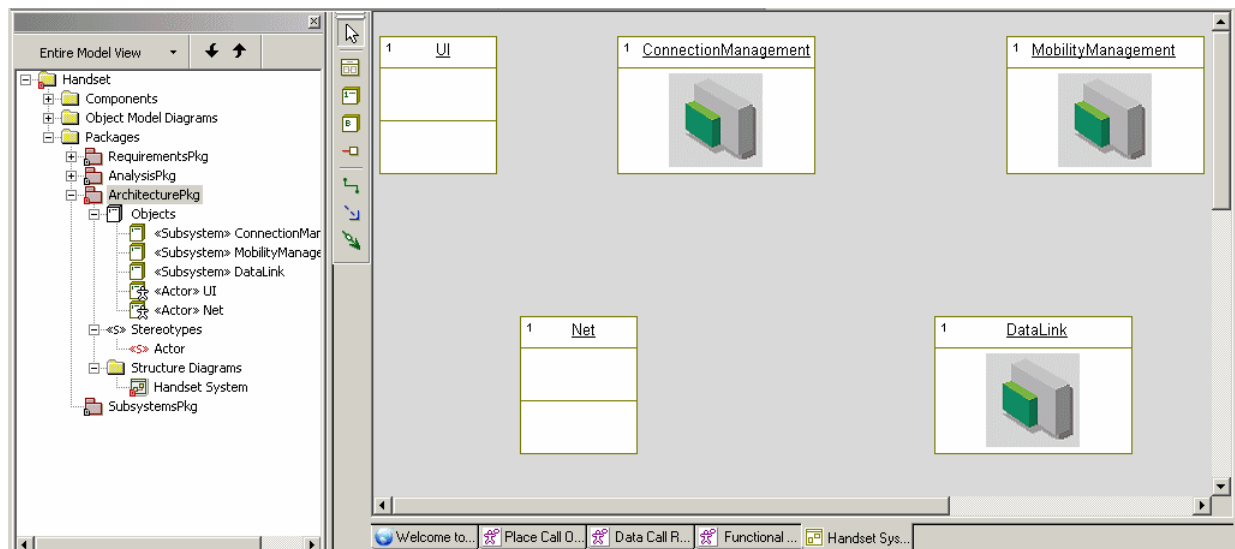 Entire Model View
Handset
Components
Object Model Diagrams
Packages
RequirementsPkg
AnalysisPkg
ArchitecturePkg
Objects
«Subsystem» ConnectionMar
«Subsystem» MobilityManage
«Subsystem» DataLink
«Actor» UI
«Actor» Net
«S» Stereotypes
«S» Actor
Structure Diagrams
Handset System
SubsystemsPkg
1 UI
1 ConnectionManagement
1 MobilityManagement
1 Net
1 DataLink
Welcome to... Place Call O... Data Call R... Functional ... Handset Sys...